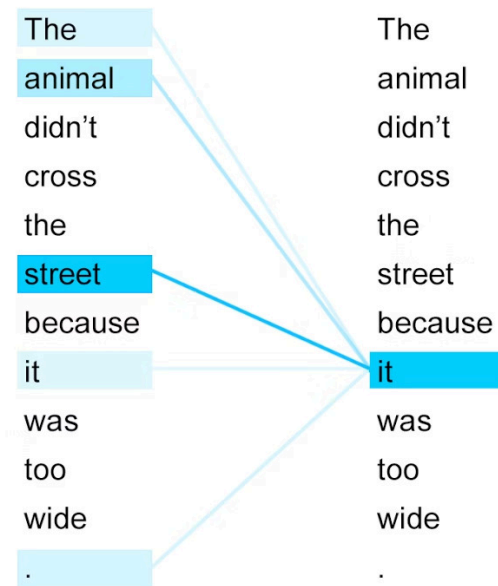 The The
animal animal
didn't didn't
cross cross
the the
street street
because because
it it
was was
too too
wide wide
. .